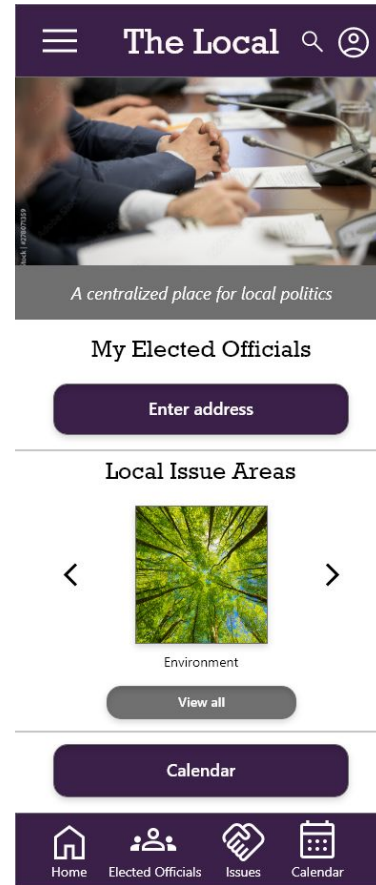 The Local
A centralized place for local politics
My Elected Officials
Enter address
Local Issue Areas
Environment
View all
Calendar
Home
Elected Officials
Issues
Calendar